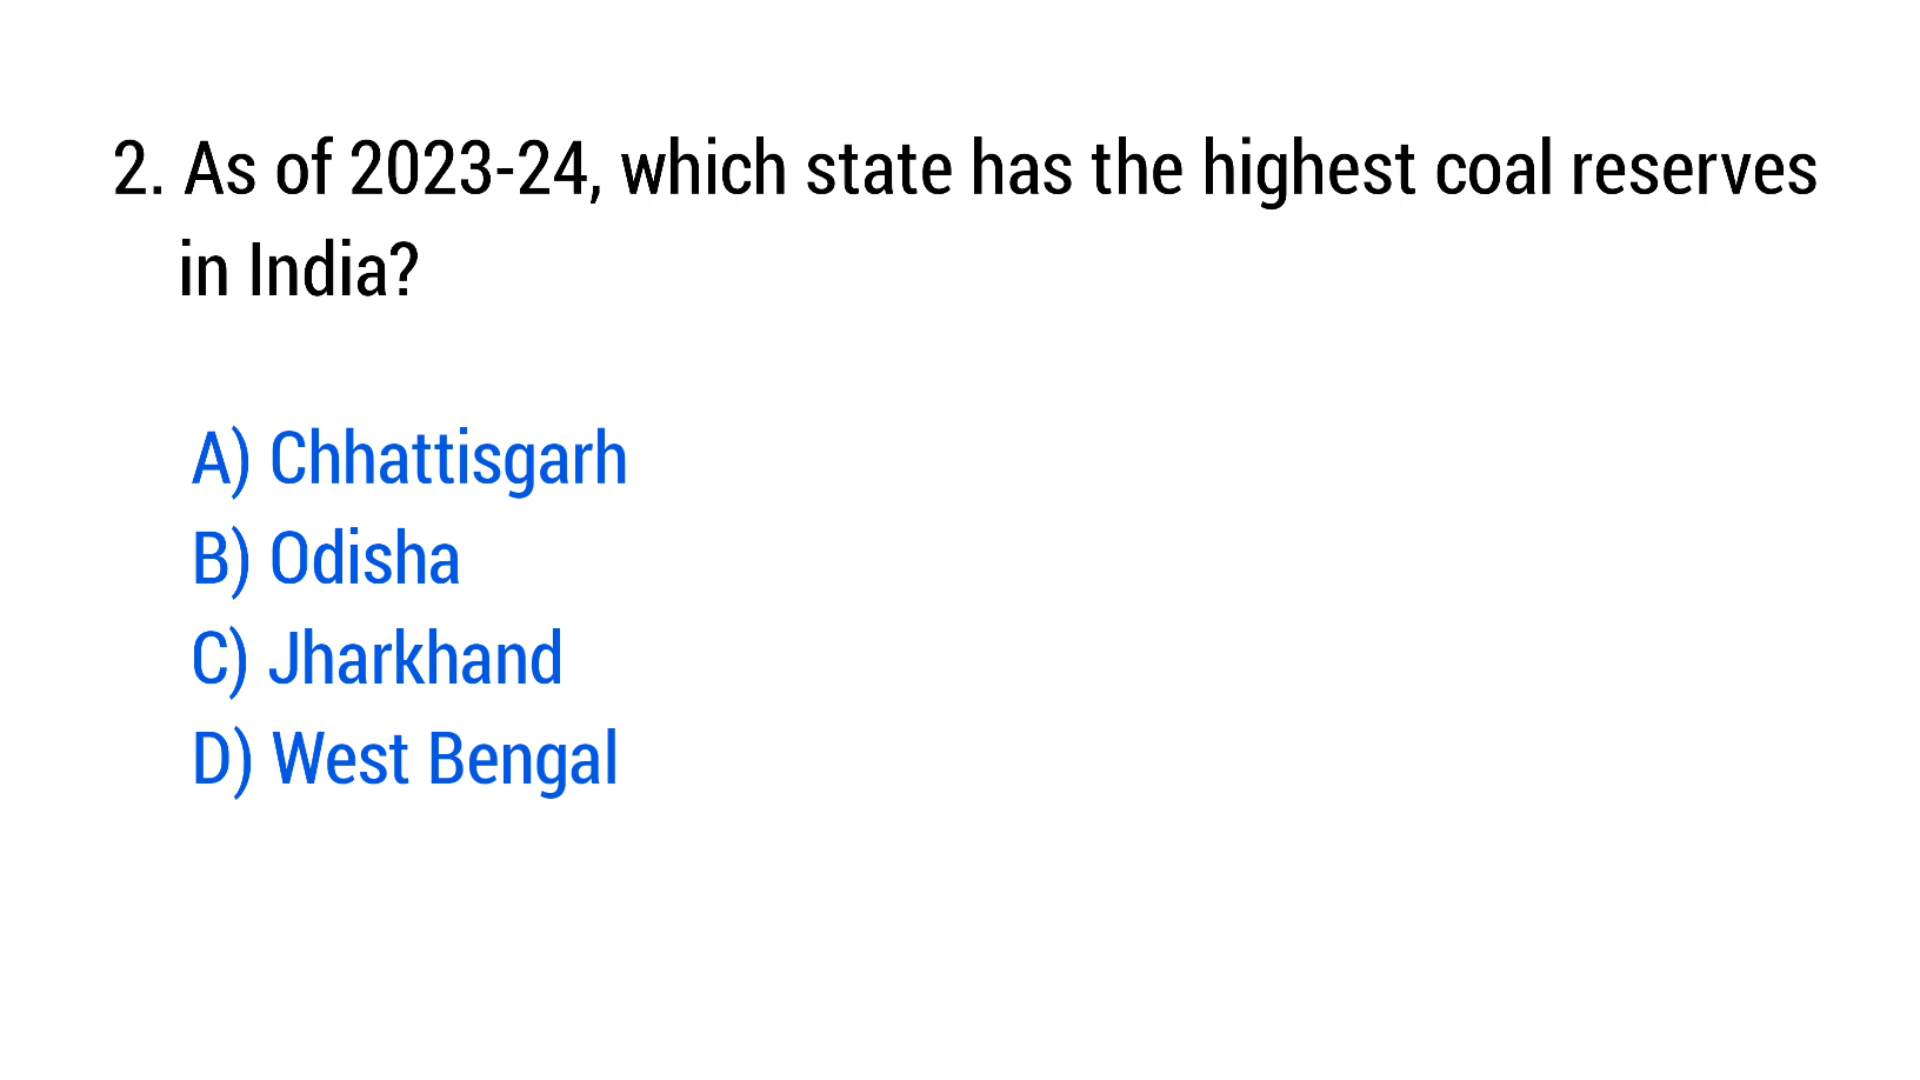 2. As of 2023-24, which state has the highest coal reserves
in India?
A) Chhattisgarh
B) Odisha
C) Jharkhand
D) West Bengal